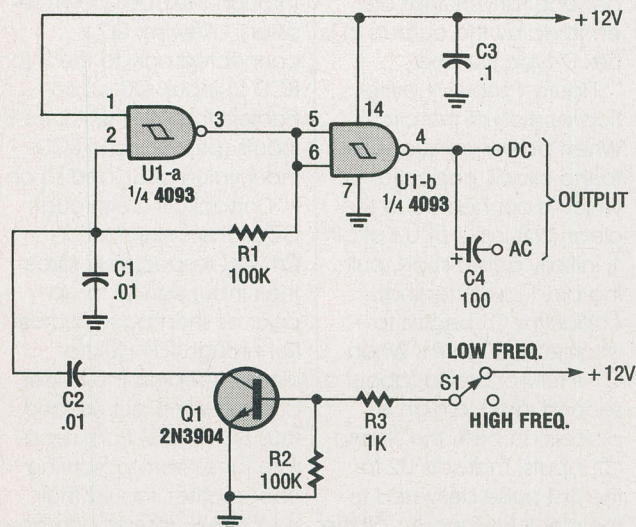 +12V
C3
.1
1
2
3
U1-a
1/4 4093
5
6
14
4
7
U1-b
1/4 4093
DC
OUTPUT
AC
+
C4
100
R1
100K
C1
.01
C2
.01
Q1
2N3904
R2
100K
R3
1K
LOW FREQ.
S1
+12V
HIGH FREQ.